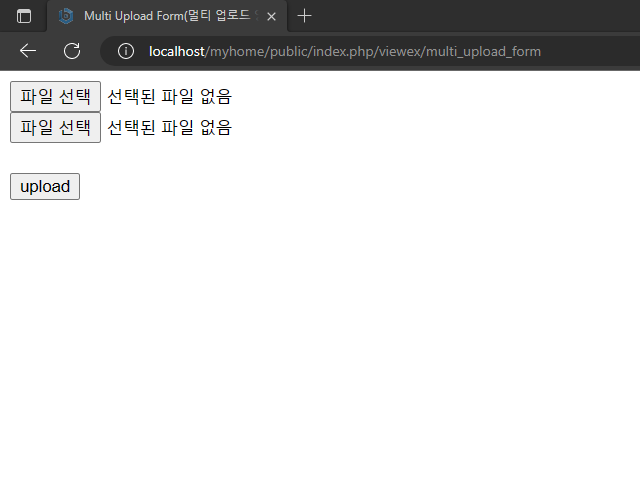 Multi Upload Form(멀티 업로드
localhost/myhome/public/index.php/viewex/multi_upload_form
파일 선택 선택된 파일 없음
파일 선택 선택된 파일 없음
upload